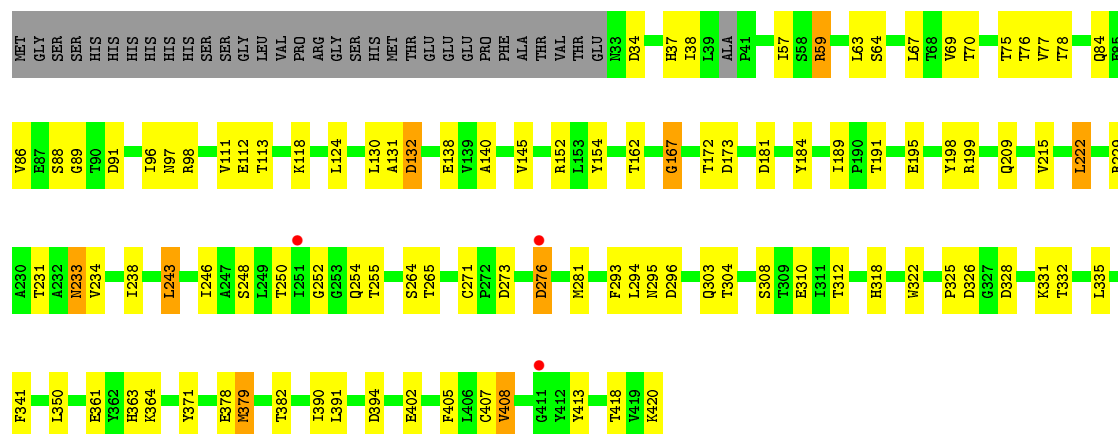 MET GLY SER SER HIS HIS HIS HIS HIS HIS SER SER GLY LEU VAL PRO ARG GLY SER HIS MET THR GLU GLU GLU PRO PHE ALA THR VAL THR GLU N33 D34 H37 I38 L39 ALA P41 I57 S58 R59 L63 S64 L67 T68 V69 T70 T75 T76 V77 T78 Q84 E85
V86 E87 S88 G89 T90 D91 I96 N97 R98 V111 E112 T113 K118 L124 L130 A131 D132 E138 V139 A140 V145 R152 L153 Y154 T162 G167 T172 D173 D181 Y184 I189 P190 T191 E195 Y198 R199 Q209 V215 L222
A230 T231 A232 N233 V234 I238 L243 I246 A247 S248 L249 T250 I251 G252 G253 Q254 T255 S264 T265 C271 P272 D273 D276 M281 F293 L294 N295 D296 Q303 T304 S308 T309 E310 I311 T312 H318 W322 P325 D326 G327 D328 K331 T332 L335
F341 L350 E361 Y362 H363 K364 Y371 E378 M379 T382 I390 L391 D394 E402 F405 L406 C407 V408 G411 Y412 Y413 T418 V419 K420